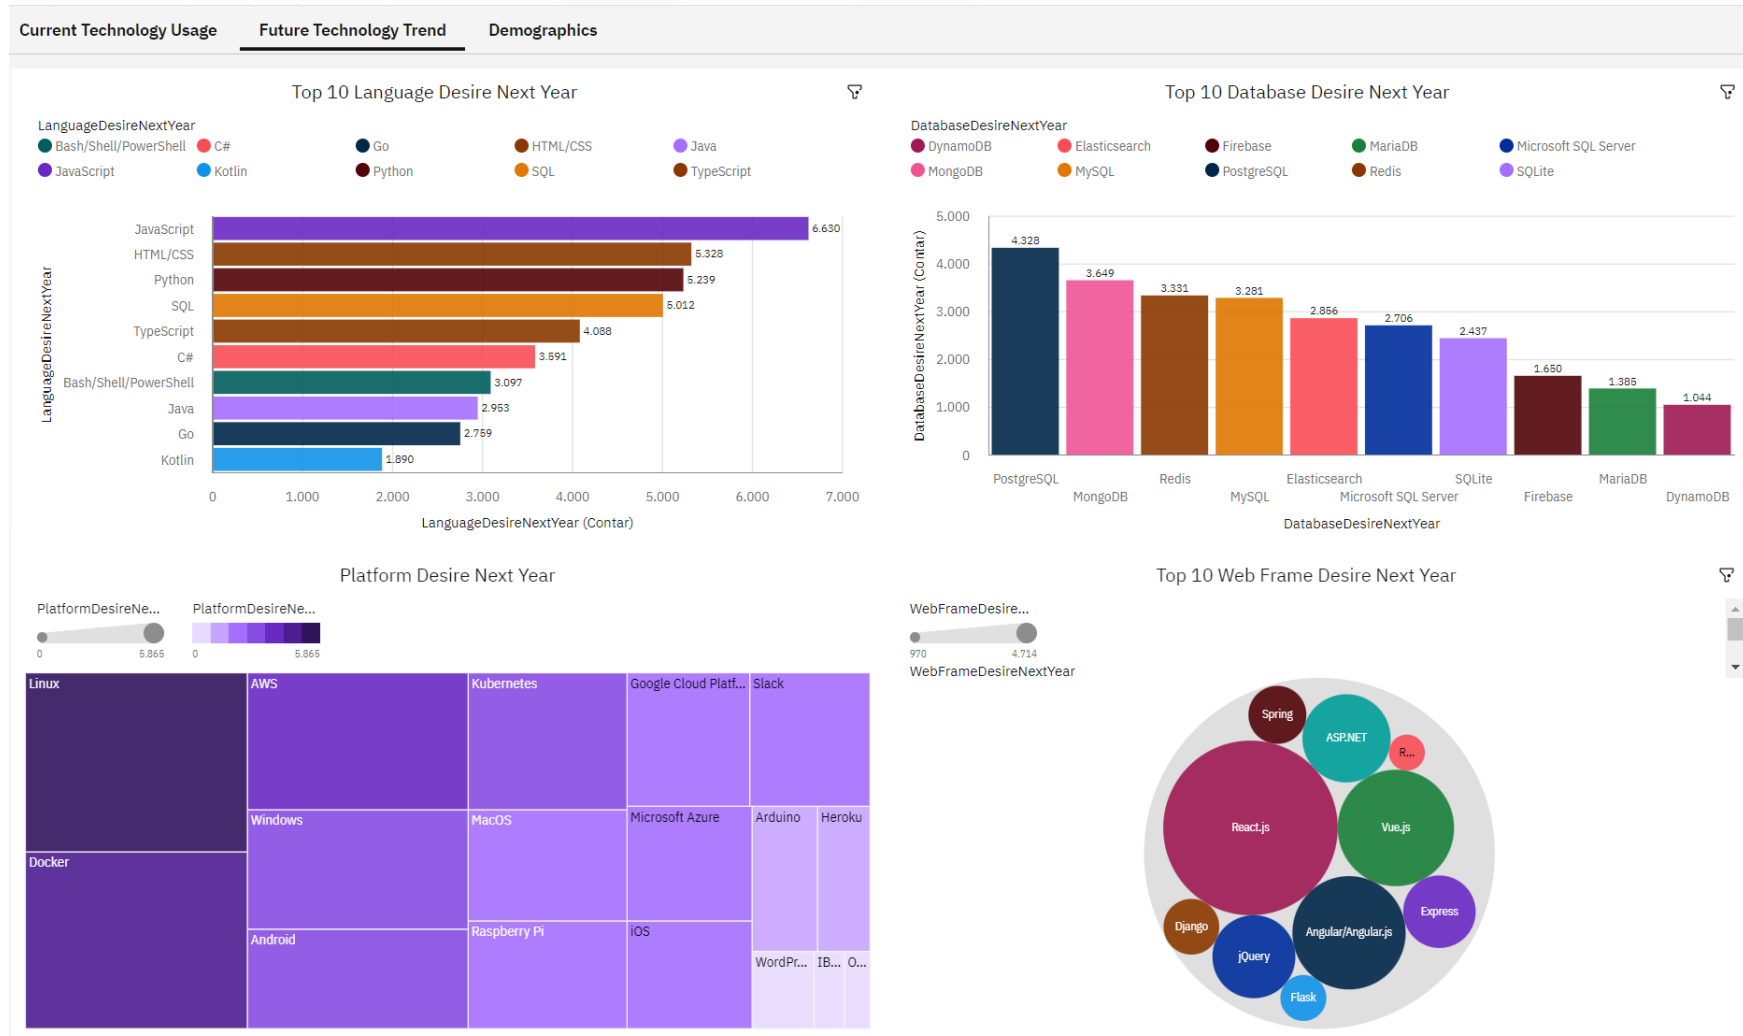 Current Technology Usage
Future Technology Trend
Demographics
Top 10 Language Desire Next Year
LanguageDesireNextYear
Bash/Shell/PowerShell C# Go HTML/CSS Java
JavaScript Kotlin Python SQL TypeScript
LanguageDesireNextYear
JavaScript 6.630
HTML/CSS 5.328
Python 5.239
SQL 5.012
TypeScript 4.088
C# 3.591
Bash/Shell/PowerShell 3.097
Java 2.953
Go 2.759
Kotlin 1.890
0 1.000 2.000 3.000 4.000 5.000 6.000 7.000
LanguageDesireNextYear (Contar)
Top 10 Database Desire Next Year
DatabaseDesireNextYear
DynamoDB Elasticsearch Firebase MariaDB Microsoft SQL Server
MongoDB MySQL PostgreSQL Redis SQLite
DatabaseDesireNextYear (Contar)
5.000
4.000
3.000
2.000
1.000
0
4.328 3.649 3.331 3.281 2.856 2.706 2.437 1.650 1.385 1.044
PostgreSQL Redis Elasticsearch SQLite MariaDB
MongoDB MySQL Microsoft SQL Server Firebase DynamoDB
DatabaseDesireNextYear
Platform Desire Next Year
PlatformDesireNe... PlatformDesireNe...
0 5.865 0 5.865
Linux
Docker
AWS
Windows
Android
Kubernetes
MacOS
Raspberry Pi
Google Cloud Platf...
Slack
Microsoft Azure
iOS
Arduino
Heroku
WordPr...
IB...
O...
Top 10 Web Frame Desire Next Year
WebFrameDesire...
970 4.714
WebFrameDesireNextYear
Spring
ASP.NET
R...
React.js
Vue.js
Express
Django
Angular/Angular.js
jQuery
Flask